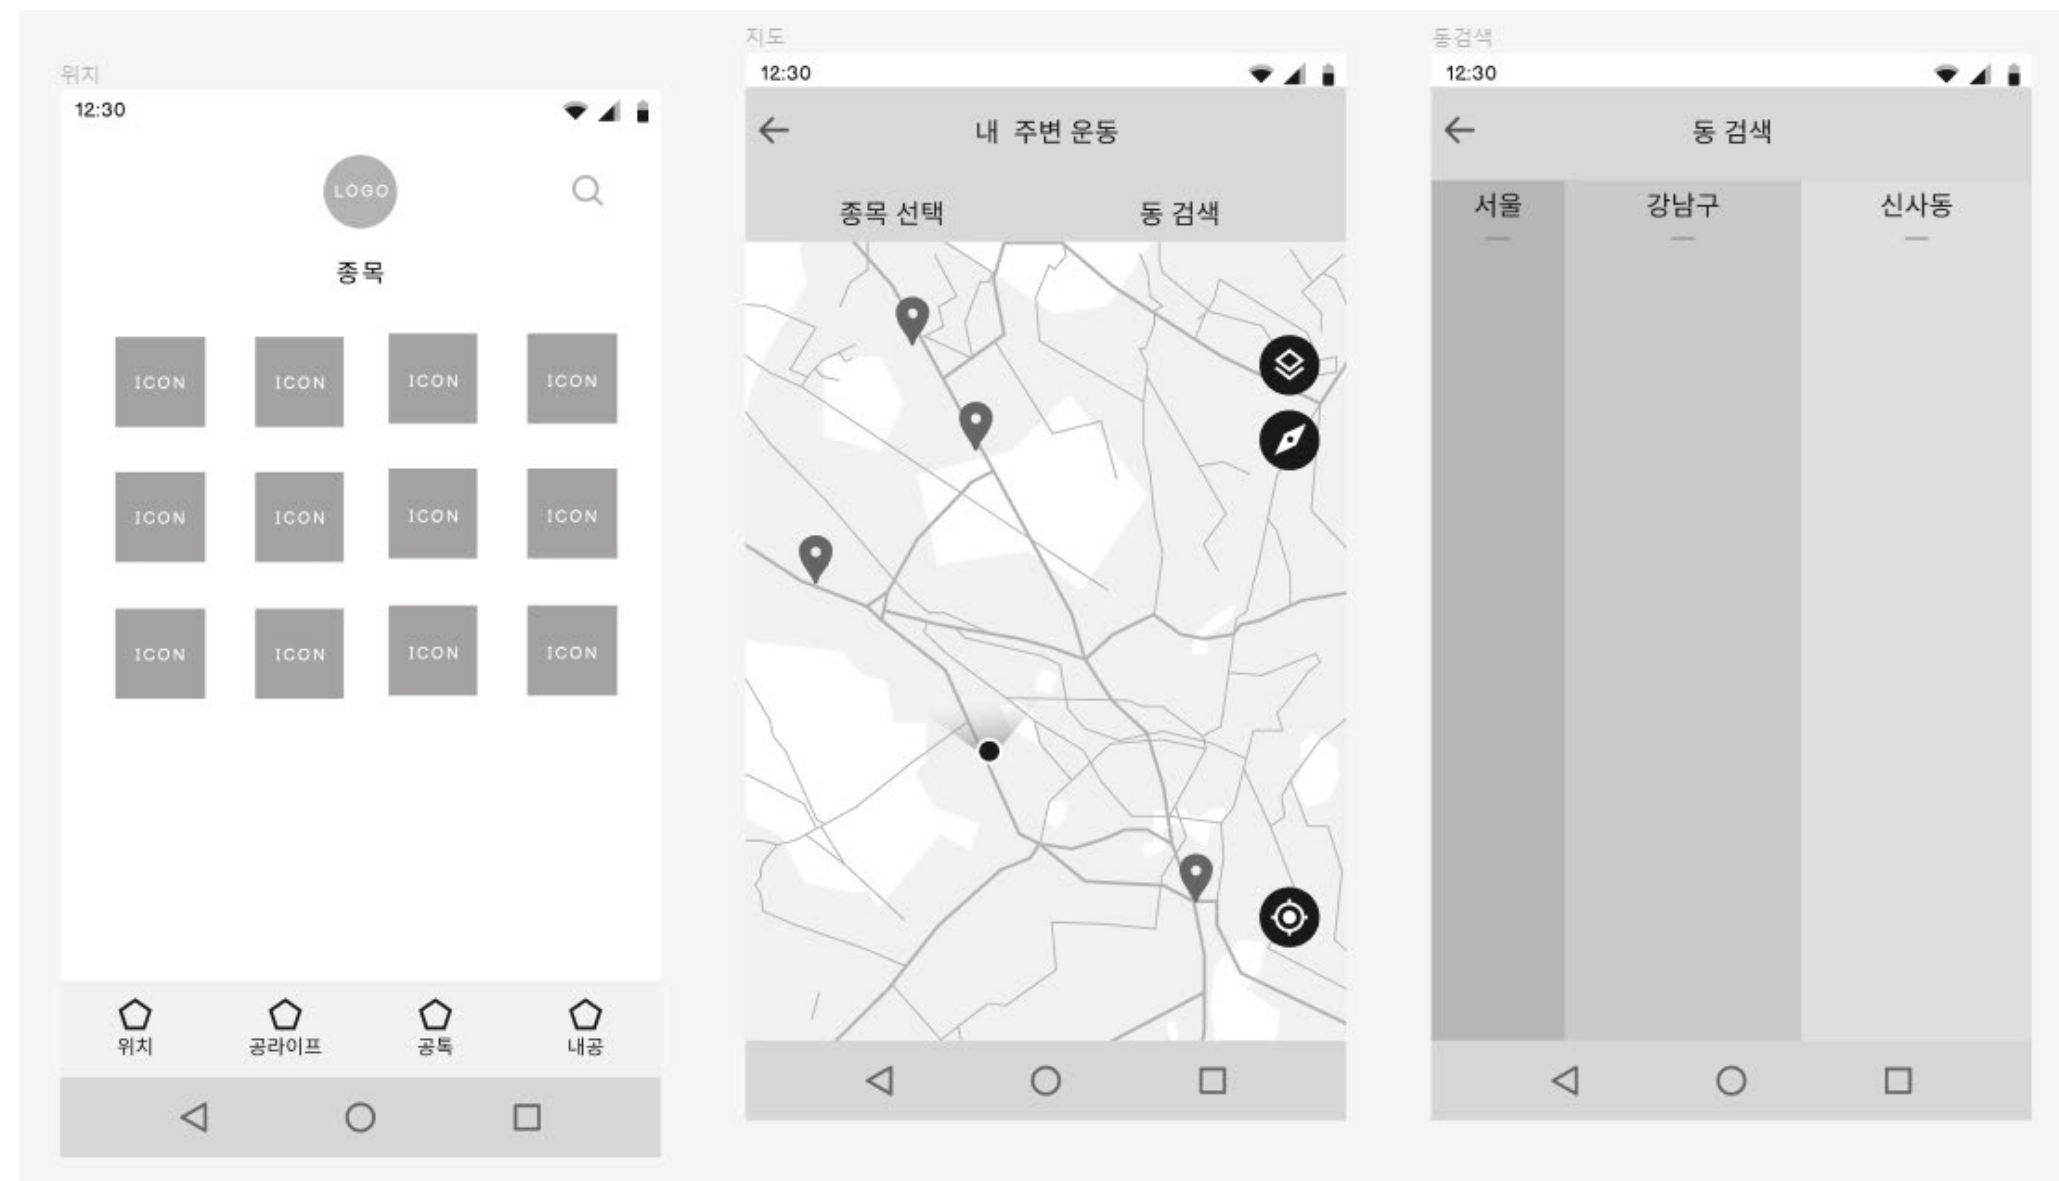 위치
12:30
LOGO
종목
ICON ICON ICON ICON
ICON ICON ICON ICON
ICON ICON ICON ICON
위치 공라이프 공톡 내공
지도
12:30
내 주변 운동
종목 선택 동 검색
동검색
12:30
동 검색
서울 강남구 신사동